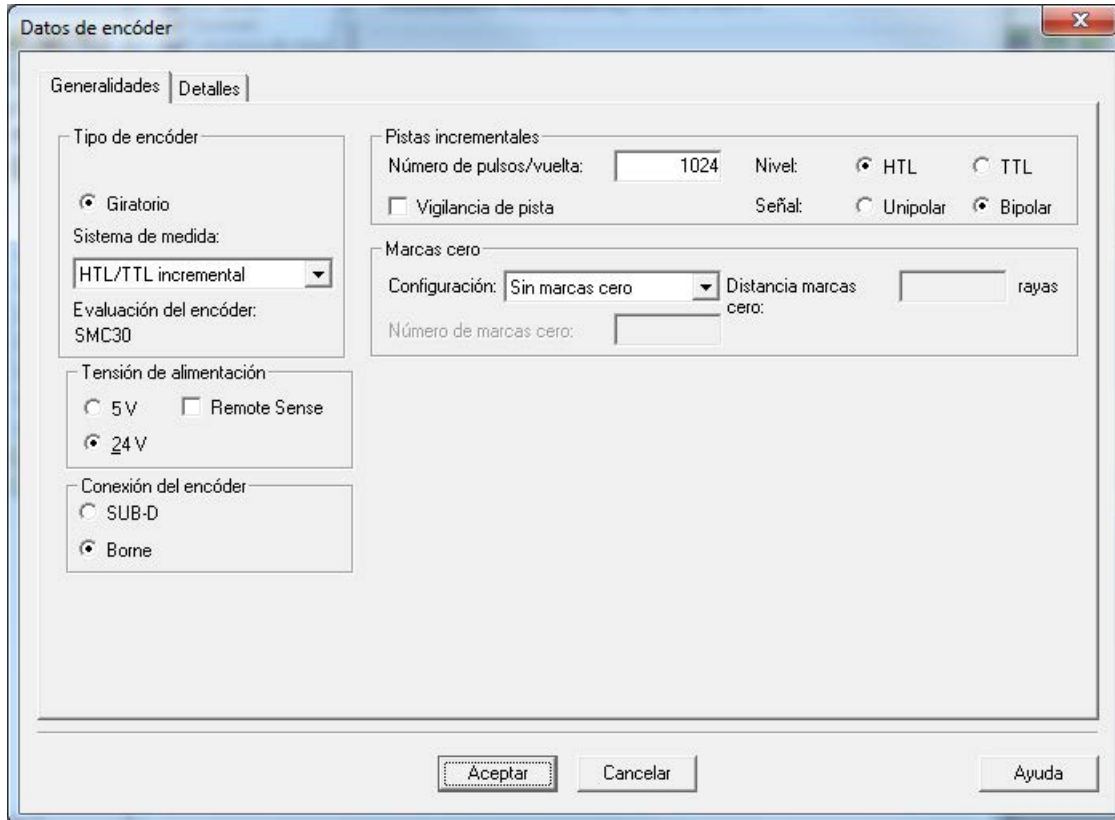 Datos de encóder
Generalidades
Detalles
Tipo de encóder
Giratorio
Sistema de medida:
HTL/TTL incremental
Evaluación del encóder:
SMC30
Tensión de alimentación
5 V
Remote Sense
24 V
Conexión del encóder
SUB-D
Borne
Pistas incrementales
Número de pulsos/vuelta: 1024
Nivel: HTL TTL
Vigilancia de pista
Señal: Unipolar Bipolar
Marcas cero
Configuración: Sin marcas cero
Distancia marcas
cero:
rayas
Número de marcas cero:
Aceptar
Cancelar
Ayuda